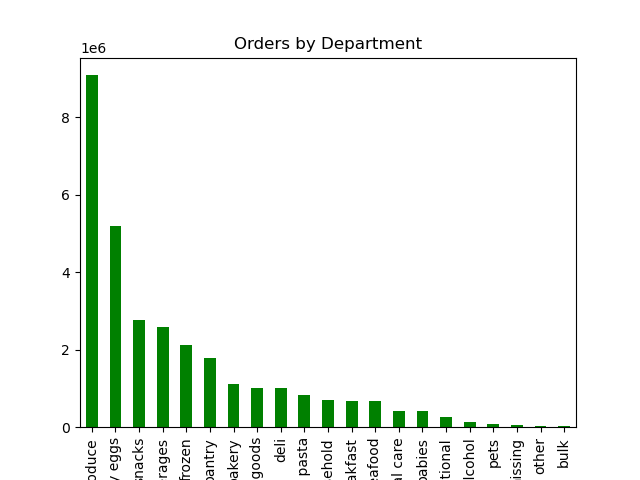 Orders by Department
1e6
8
6
4
2
0
oduce
y eggs
snacks
rages
frozen
pantry
bakery
goods
deli
pasta
ehold
akfast
eafood
al care
babies
tional
lcohol
pets
issing
other
bulk